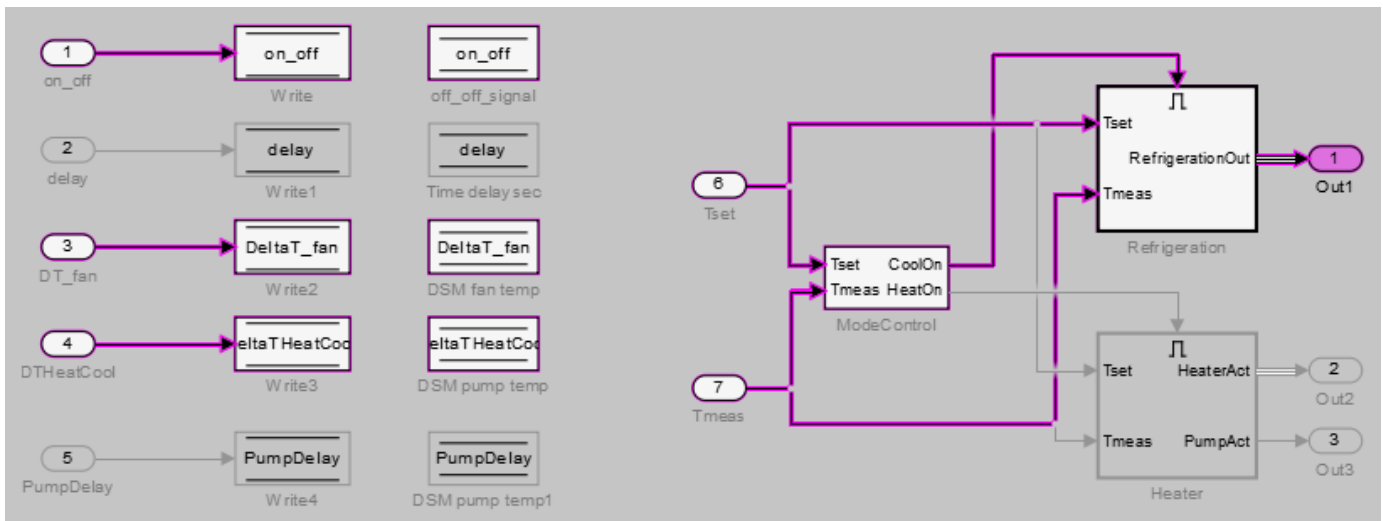 1
on_off
on_off
Write
on_off
off_off_signal
2
delay
delay
Write1
delay
Time delay sec
3
DT_fan
DeltaT_fan
Write2
DeltaT_fan
DSM fan temp
4
DTHeatCool
eltaTHeatCoo
Write3
eltaTHeatCoo
DSM pump temp
5
PumpDelay
PumpDelay
Write4
PumpDelay
DSM pump temp1
6
Tset
7
Tmeas
Tset CoolOn
Tmeas HeatOn
ModeControl
Tset
RefrigerationOut
Tmeas
Refrigeration
1
Out1
Tset HeaterAct
Tmeas PumpAct
Heater
2
Out2
3
Out3